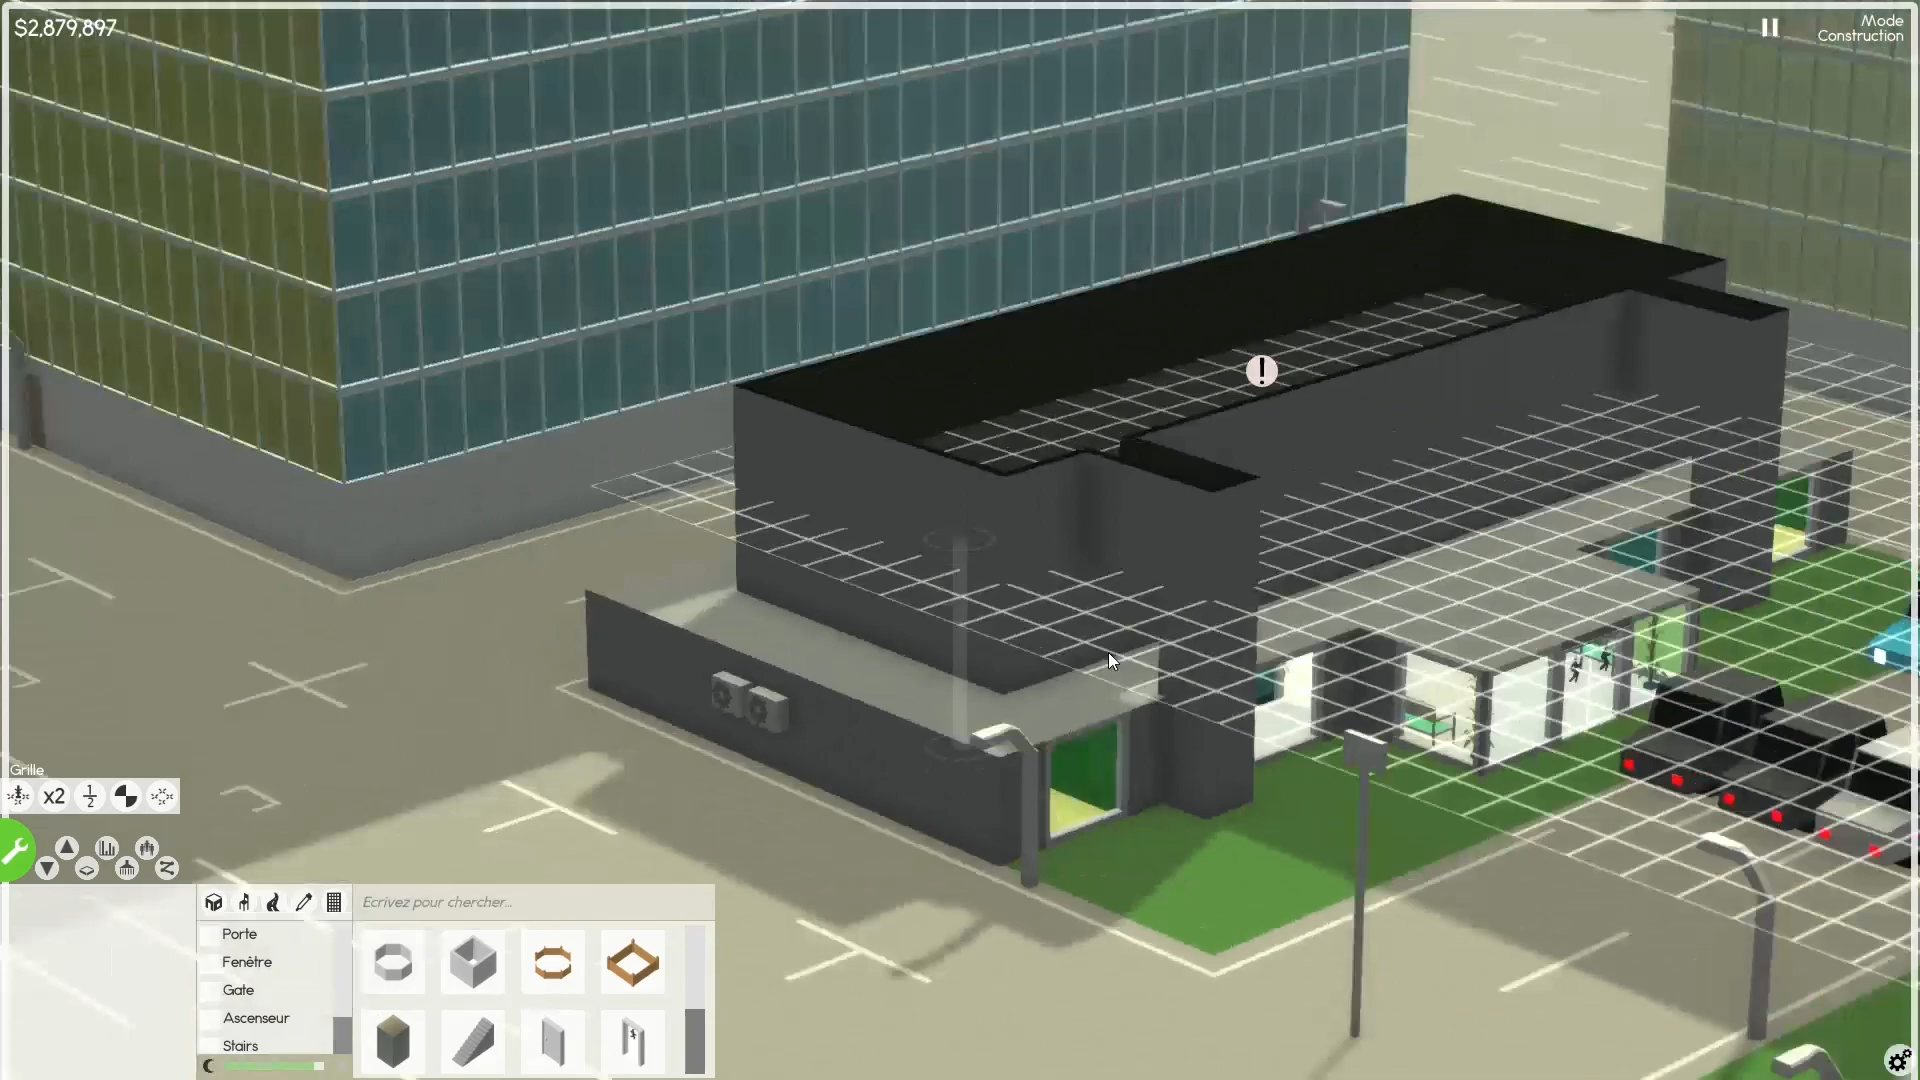 $2,879,897
Mode
Construction
!
Grille
x2
1/2
Ecrivez pour chercher...
Porte
Fenêtre
Gate
Ascenseur
Stairs